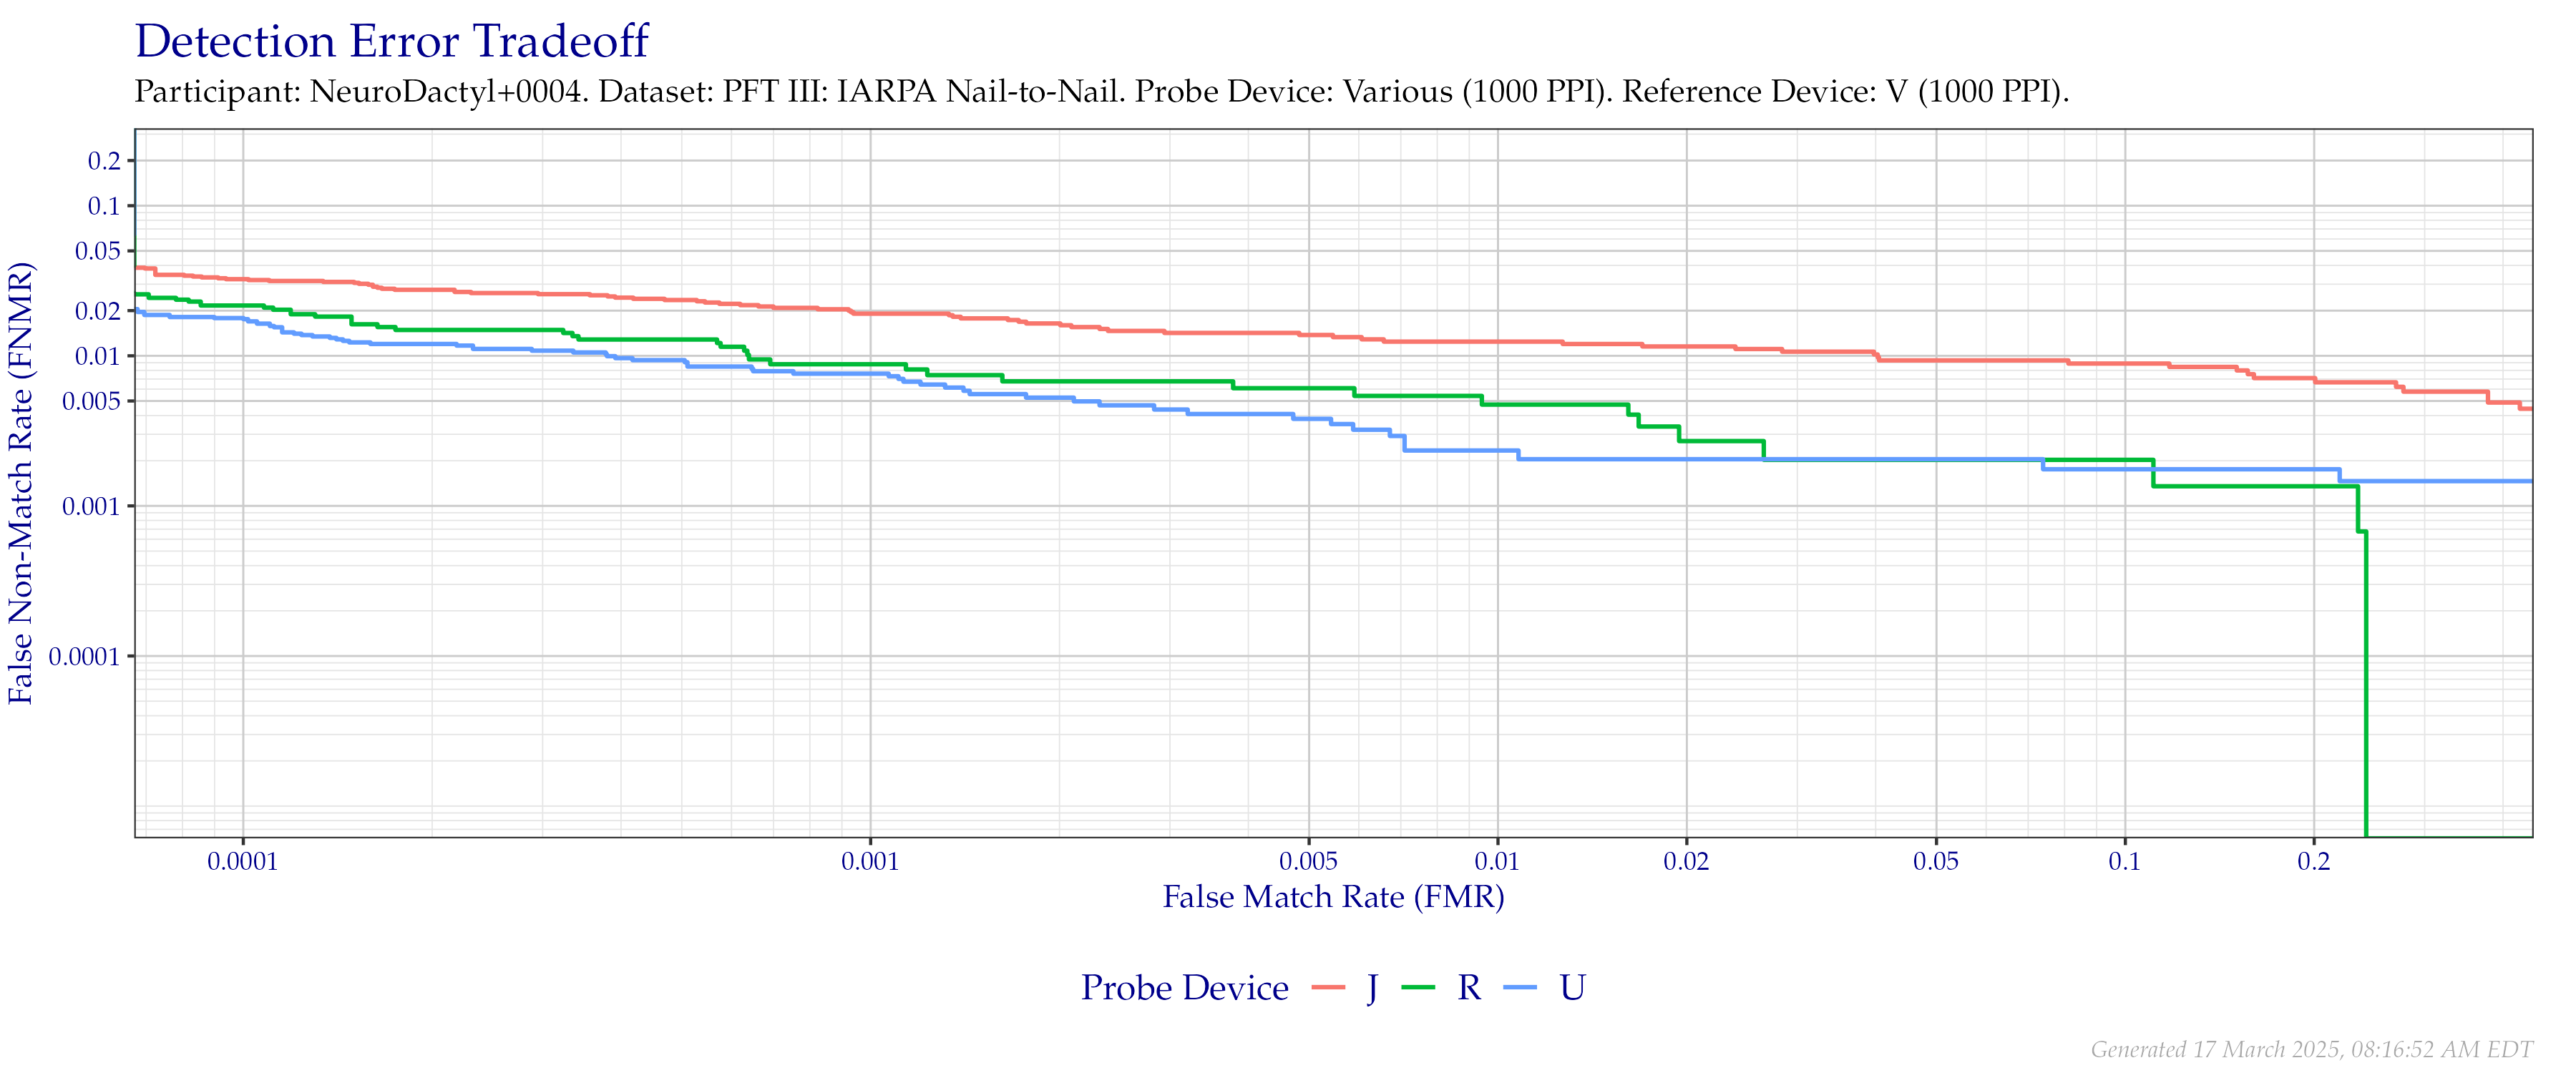 Detection Error Tradeoff
Participant: NeuroDactyl+0004. Dataset: PFT III: IARPA Nail-to-Nail. Probe Device: Various (1000 PPI). Reference Device: V (1000 PPI).
False Non-Match Rate (FNMR)
0.2
0.1
0.05
0.02
0.01
0.005
0.001
0.0001
0.0001 0.001 0.005 0.01 0.02 0.05 0.1 0.2
False Match Rate (FMR)
Probe Device J R U
Generated 17 March 2025, 08:16:52 AM EDT